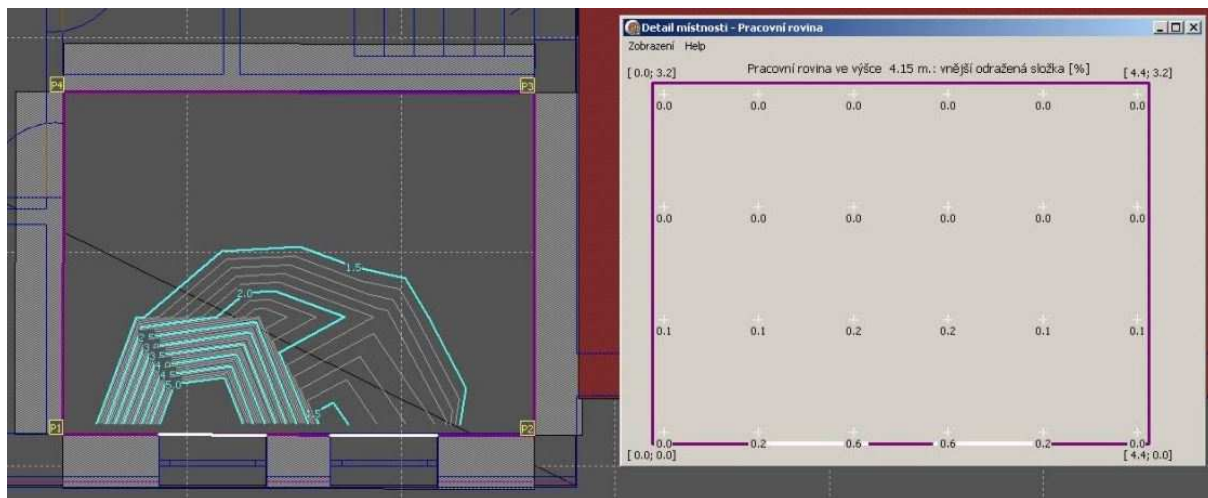 P4
P3
1.5
2.0
5.0
P1
P2
Detail místnosti - Pracovní rovina
Zobrazení Help
Pracovní rovina ve výšce 4.15 m.: vnější odražená složka [%]
[ 0.0; 3.2] [ 4.4; 3.2]
0.0 0.0 0.0 0.0 0.0 0.0
0.0 0.0 0.0 0.0 0.0 0.0
0.1 0.1 0.2 0.2 0.1 0.1
0.0 0.2 0.6 0.6 0.2 0.0
[ 0.0; 0.0] [ 4.4; 0.0]